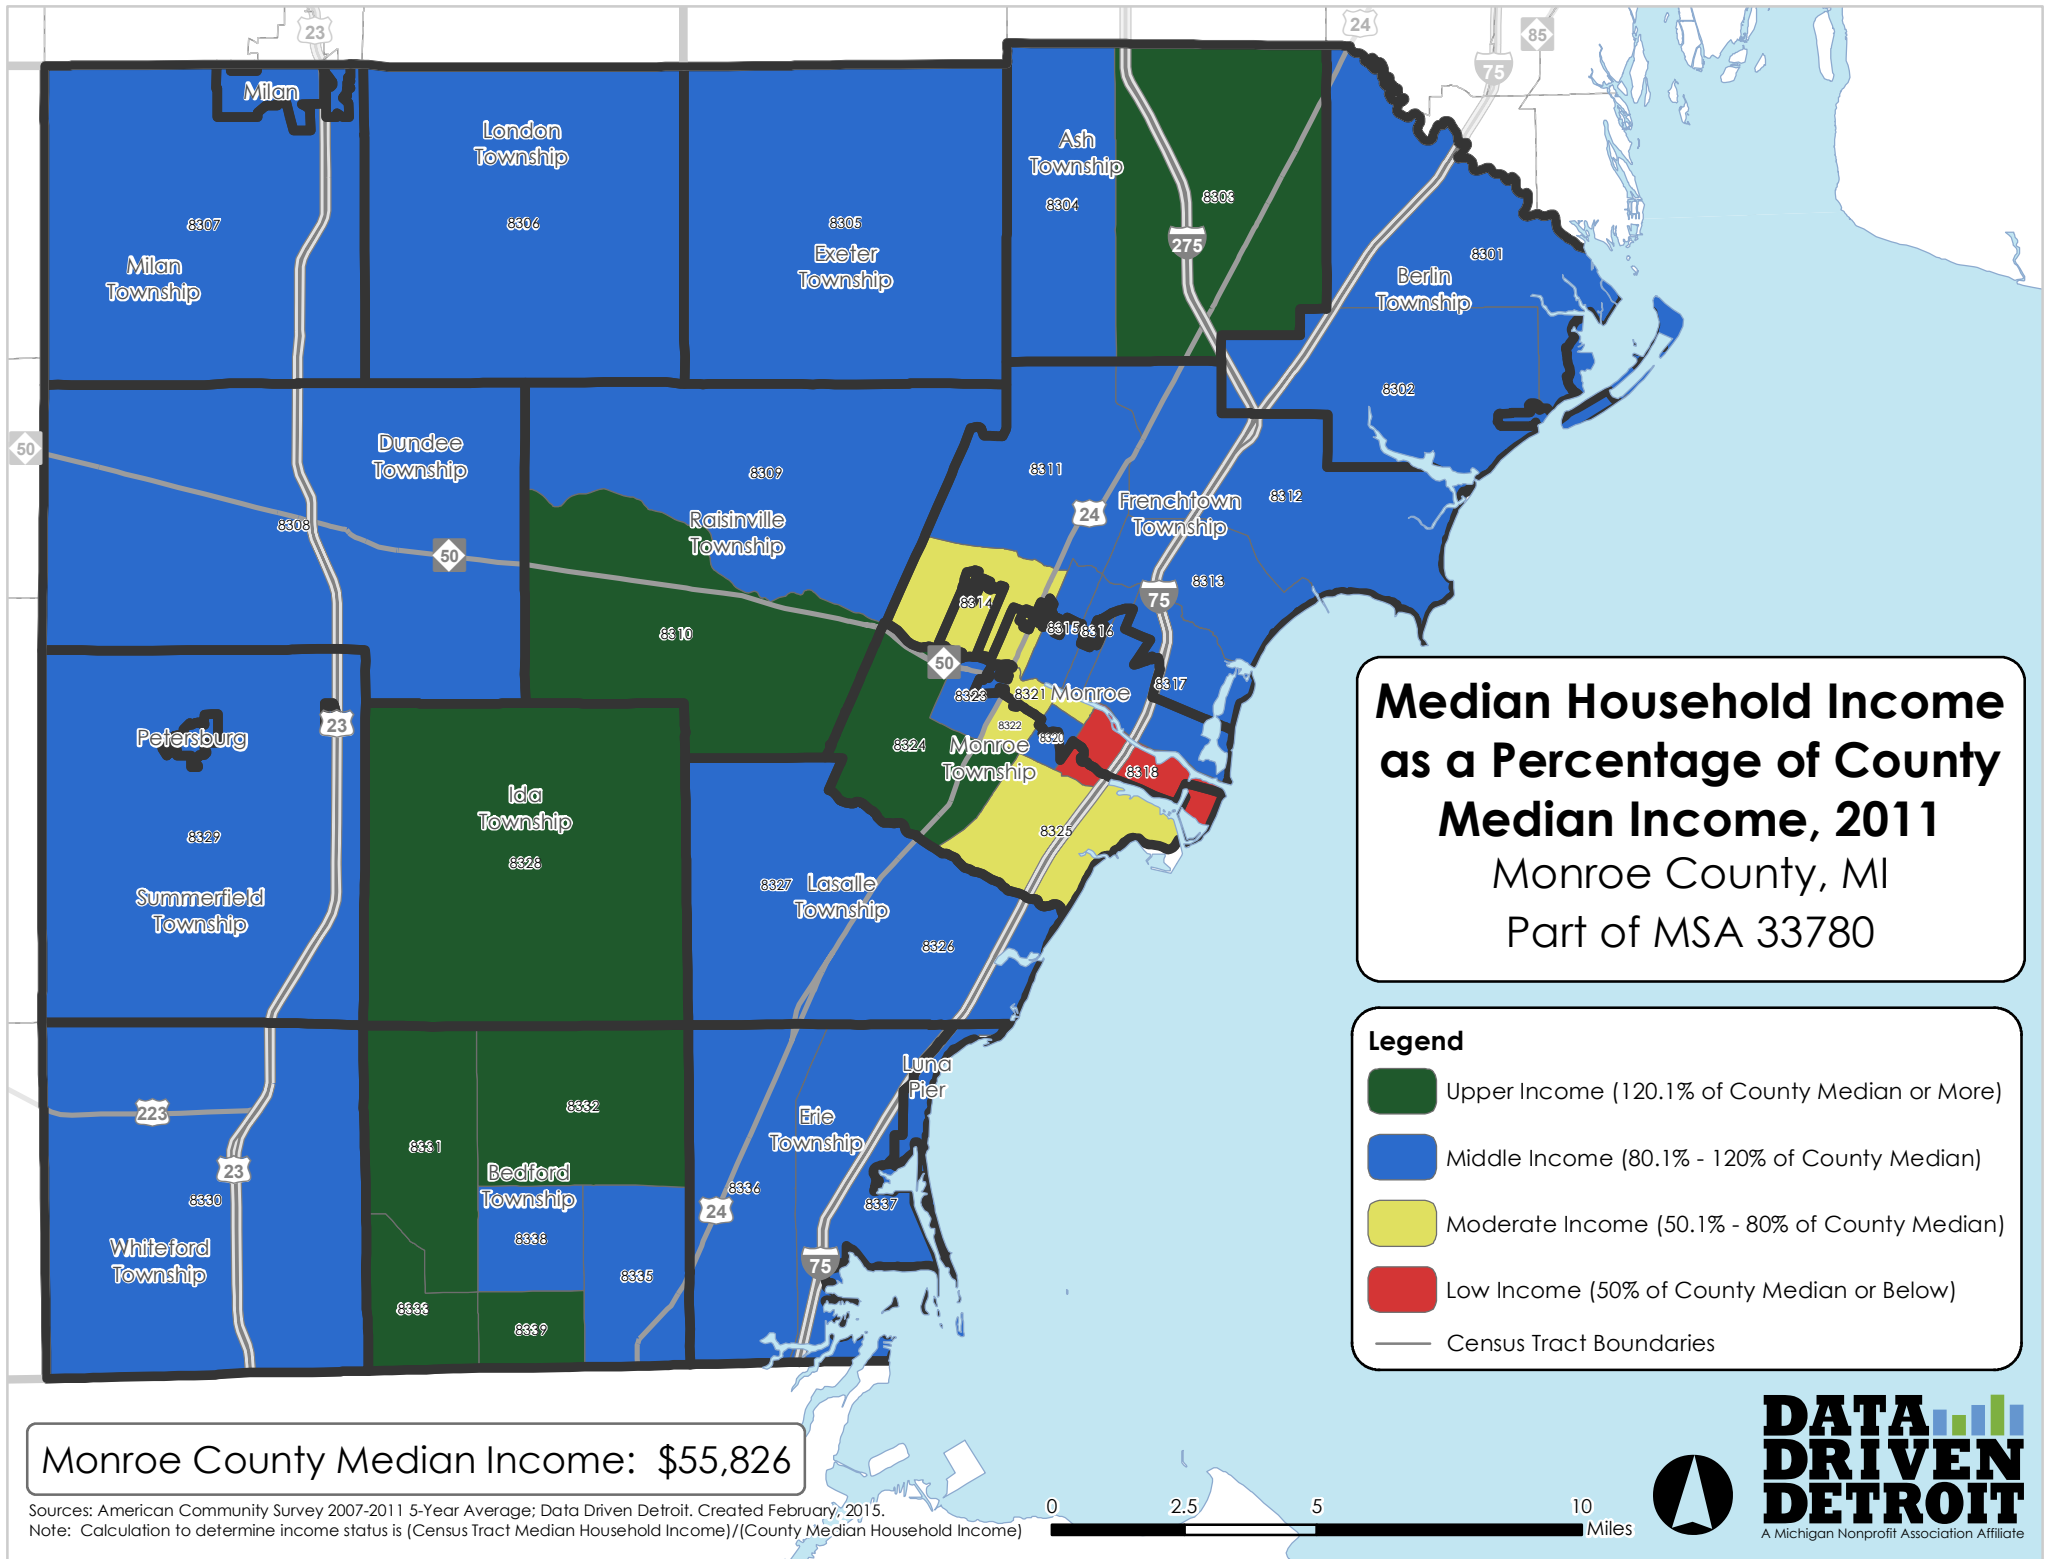 23
24
85
75
Milan
London
Township
Ash
Township
8303
8304
8307
8306
8305
Exeter
Township
275
8301
Milan
Township
Berlin
Township
8302
50
Dundee
Township
8309
8311
8312
Frenchtown
Township
24
Raisinville
Township
8308
50
8313
75
8314
8310
8315
8316
50
8317
8323
8321
Monroe
8322
8320
8324
Monroe
Township
8318
23
Petersburg
Ida
Township
8325
8329
8328
8327
Lasalle
Township
Summerfield
Township
8326
Luna
Pier
223
8332
Erie
Township
8331
Bedford
Township
23
8330
8336
24
8337
8338
Whiteford
Township
8335
75
8333
8339
Median Household Income
as a Percentage of County
Median Income, 2011
Monroe County, MI
Part of MSA 33780
Legend
Upper Income (120.1% of County Median or More)
Middle Income (80.1% - 120% of County Median)
Moderate Income (50.1% - 80% of County Median)
Low Income (50% of County Median or Below)
Census Tract Boundaries
Monroe County Median Income: $55,826
Sources: American Community Survey 2007-2011 5-Year Average; Data Driven Detroit. Created February, 2015.
Note: Calculation to determine income status is (Census Tract Median Household Income)/(County Median Household Income)
0 2.5 5 10
Miles
DATA
DRIVEN
DETROIT
A Michigan Nonprofit Association Affiliate